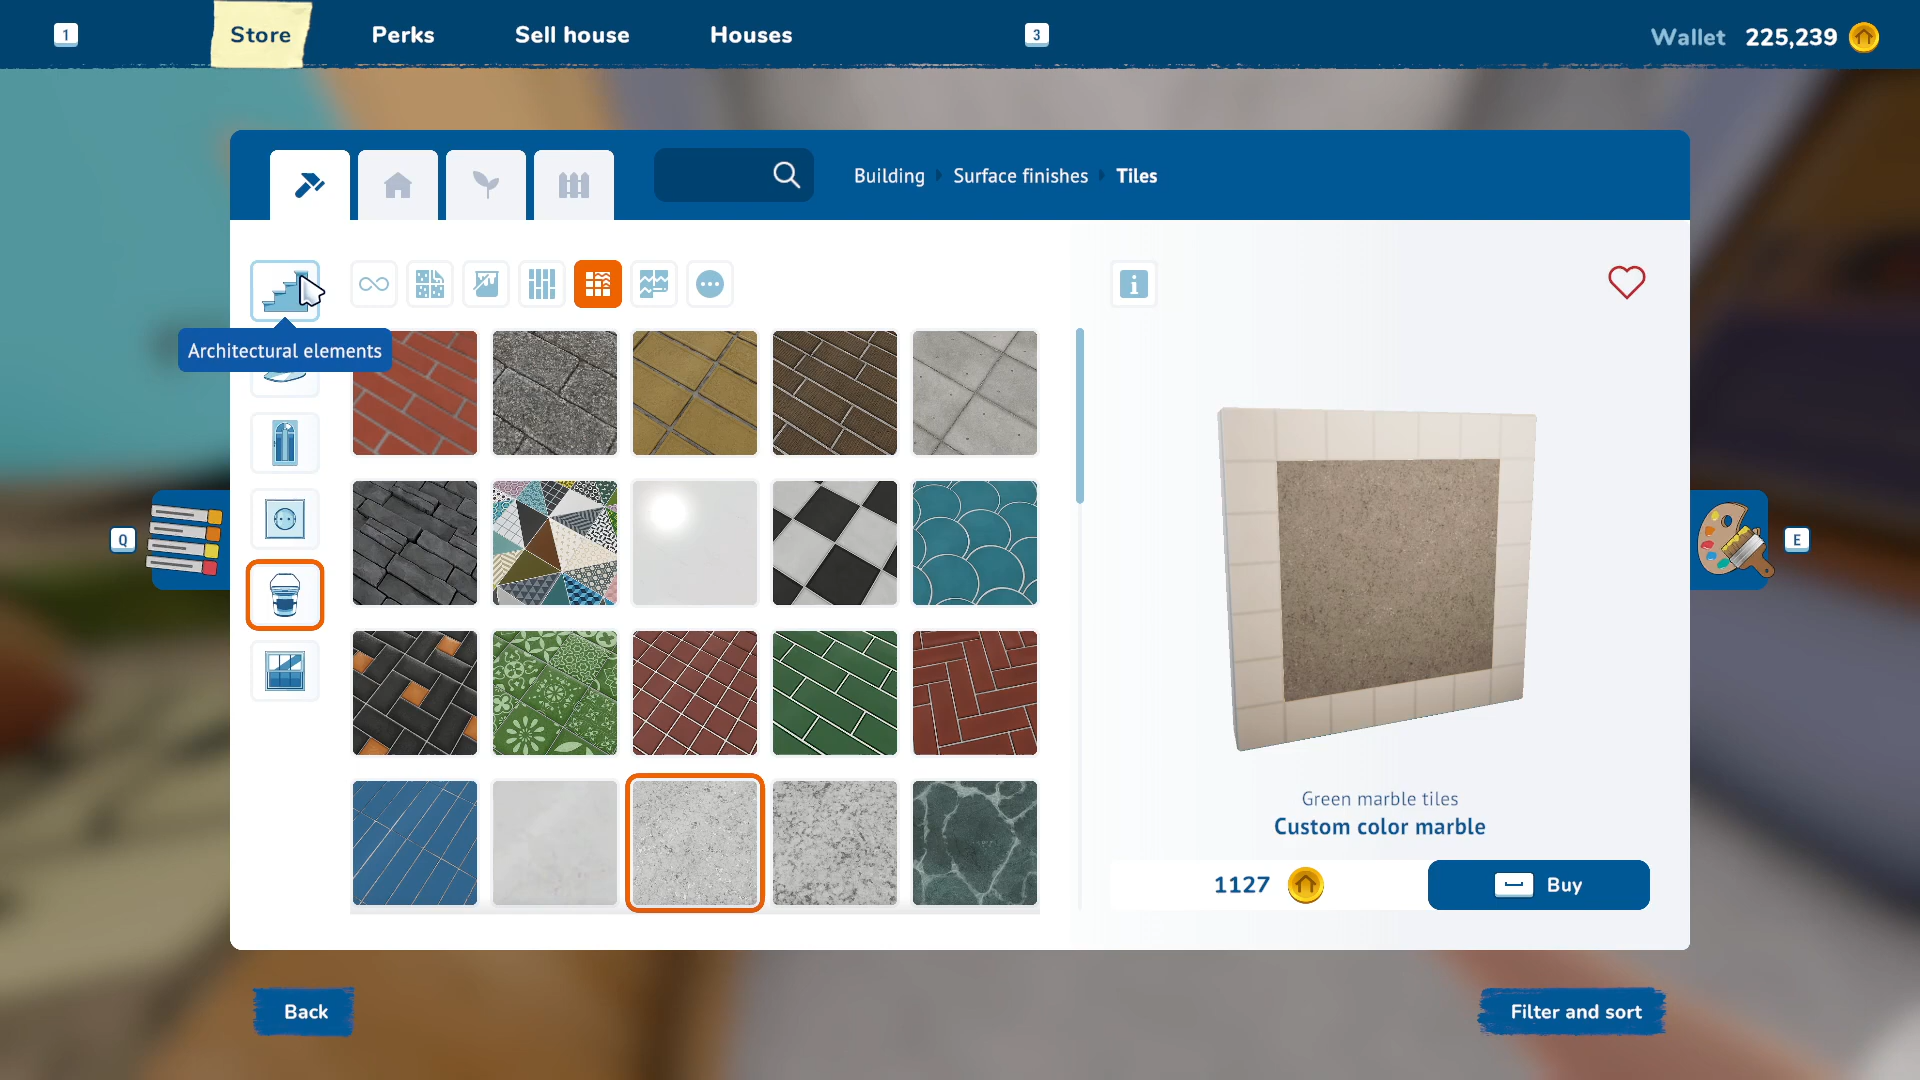 1
Store
Perks
Sell house
Houses
3
Wallet 225,239
Building
Surface finishes
Tiles
Architectural elements
i
Q
E
Green marble tiles
Custom color marble
1127
Buy
Back
Filter and sort